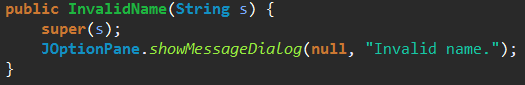 public InvalidName(String s) {
    super(s);
    JOptionPane.showMessageDialog(null, "Invalid name.");
}